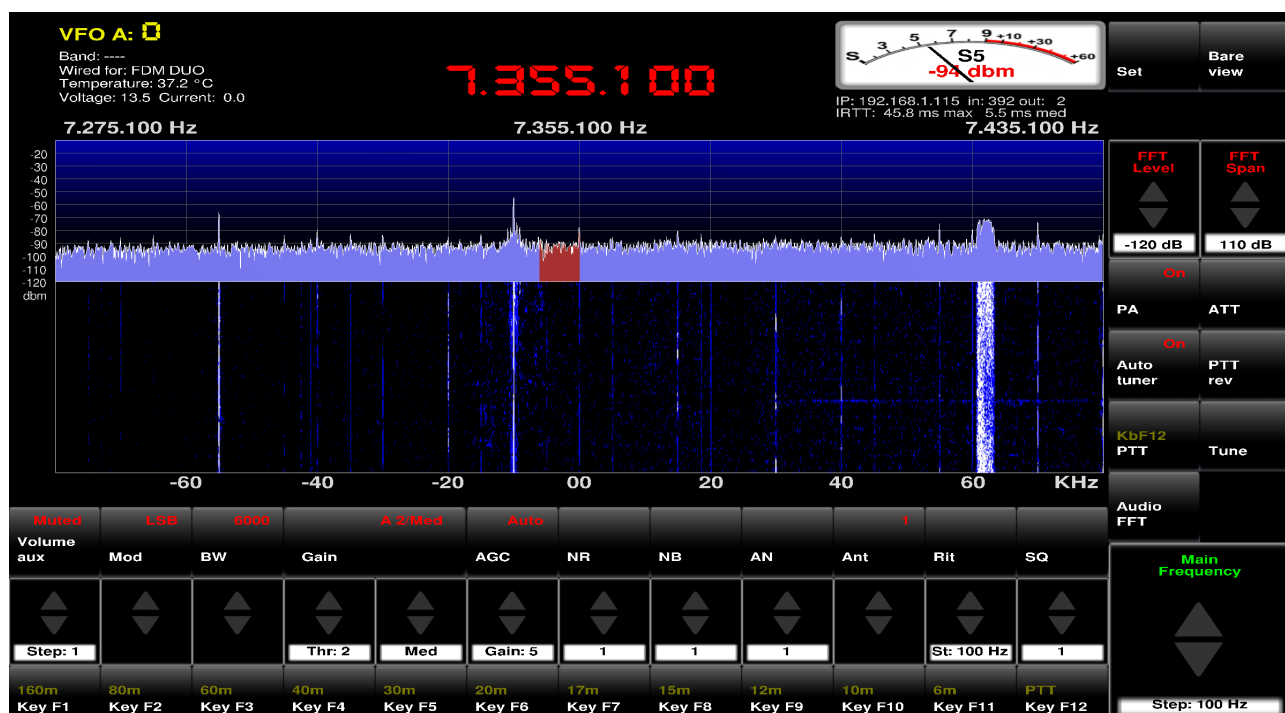 VFO A: 0
Band: ----
Wired for: FDM DUO
Temperature: 37.2 °C
Voltage: 13.5 Current: 0.0
7.355.100
S 3 5 7 9 +10 +30 +60
S5
-94 dbm
IP: 192.168.1.115 in: 392 out: 2
IRTT: 45.8 ms max 5.5 ms med
Set
Bare
view
7.275.100 Hz 7.355.100 Hz 7.435.100 Hz
-20
-30
-40
-50
-60
-70
-80
-90
-100
-110
-120
dbm
-60 -40 -20 00 20 40 60 KHz
FFT
Level
-120 dB
FFT
Span
110 dB
On
PA
ATT
On
Auto
tuner
PTT
rev
KbF12
PTT
Tune
Audio
FFT
Muted LSB 6000 A 2/Med Auto 1
Volume
aux Mod BW Gain AGC NR NB AN Ant Rit SQ
Step: 1 Thr: 2 Med Gain: 5 1 1 1 St: 100 Hz 1
160m 80m 60m 40m 30m 20m 17m 15m 12m 10m 6m PTT
Key F1 Key F2 Key F3 Key F4 Key F5 Key F6 Key F7 Key F8 Key F9 Key F10 Key F11 Key F12
Main
Frequency
Step: 100 Hz